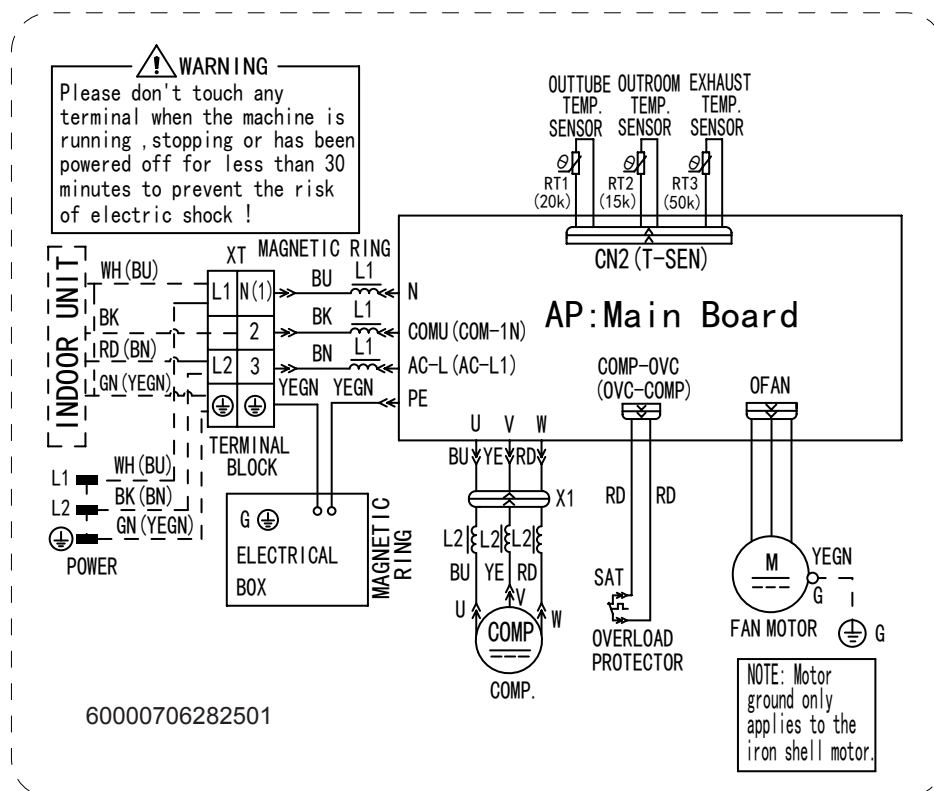 WARNING
Please don't touch any
terminal when the machine is
running ,stopping or has been
powered off for less than 30
minutes to prevent the risk
of electric shock !
OUTTUBE OUTROOM EXHAUST
TEMP. TEMP. TEMP.
SENSOR SENSOR SENSOR
θ θ θ
RT1 RT2 RT3
(20k) (15k) (50k)
CN2(T-SEN)
AP:Main Board
INDOOR UNIT
WH(BU)
BK
RD(BN)
GN(YEGN)
XT
L1 N(1)
2
L2 3
TERMINAL
BLOCK
MAGNETIC RING
BU L1 N
BK L1 COMU(COM-1N)
BN L1 AC-L(AC-L1)
YEGN YEGN PE
COMP-OVC
(OVC-COMP)
OFAN
U V W
BU YE RD
X1
L2 L2 L2
BU YE RD
U V W
COMP
COMP.
RD RD
SAT
OVERLOAD
PROTECTOR
M
YEGN
G
FAN MOTOR
G
L1 WH(BU)
L2 BK(BN)
GN(YEGN)
POWER
G
ELECTRICAL
BOX
MAGNETIC
RING
NOTE: Motor
ground only
applies to the
iron shell motor.
60000706282501